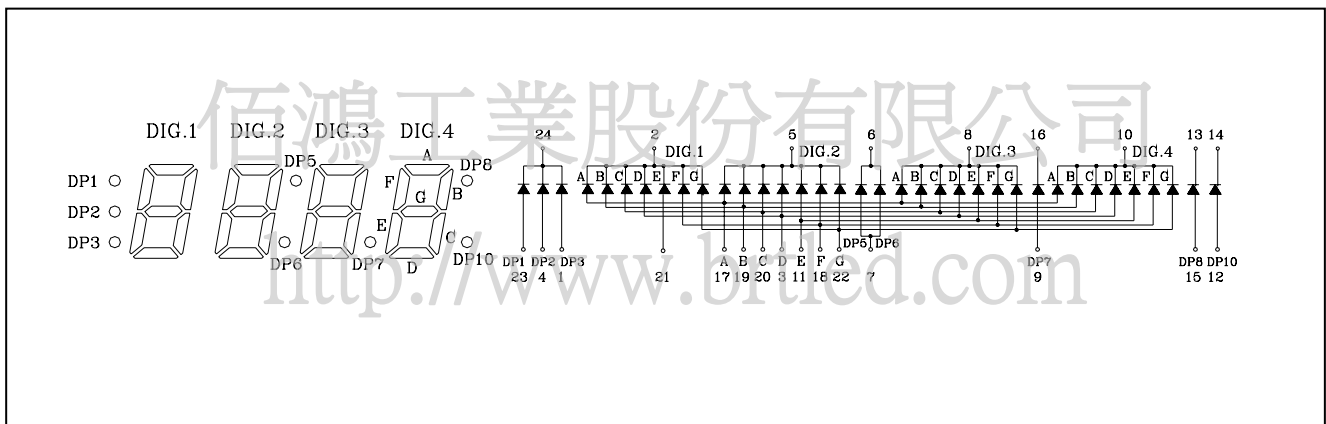 佰鴻工業股份有限公司
DIG.1 DIG.2 DIG.3 DIG.4
A
F
G
B
E
C
D
DP1
DP2
DP3
DP5
DP6
DP7
DP8
DP10
24 2 5 6 8 16 10 13 14
DIG.1 DIG.2 DIG.3 DIG.4
A B C D E F G
A B C D E F G
A B C D E F G
DP1 DP2 DP3
23 4 1
21
A B C D E F G
17 19 20 3 11 18 22
DP5 DP6
7
DP7
9
DP8 DP10
15 12
http://www.brtled.com